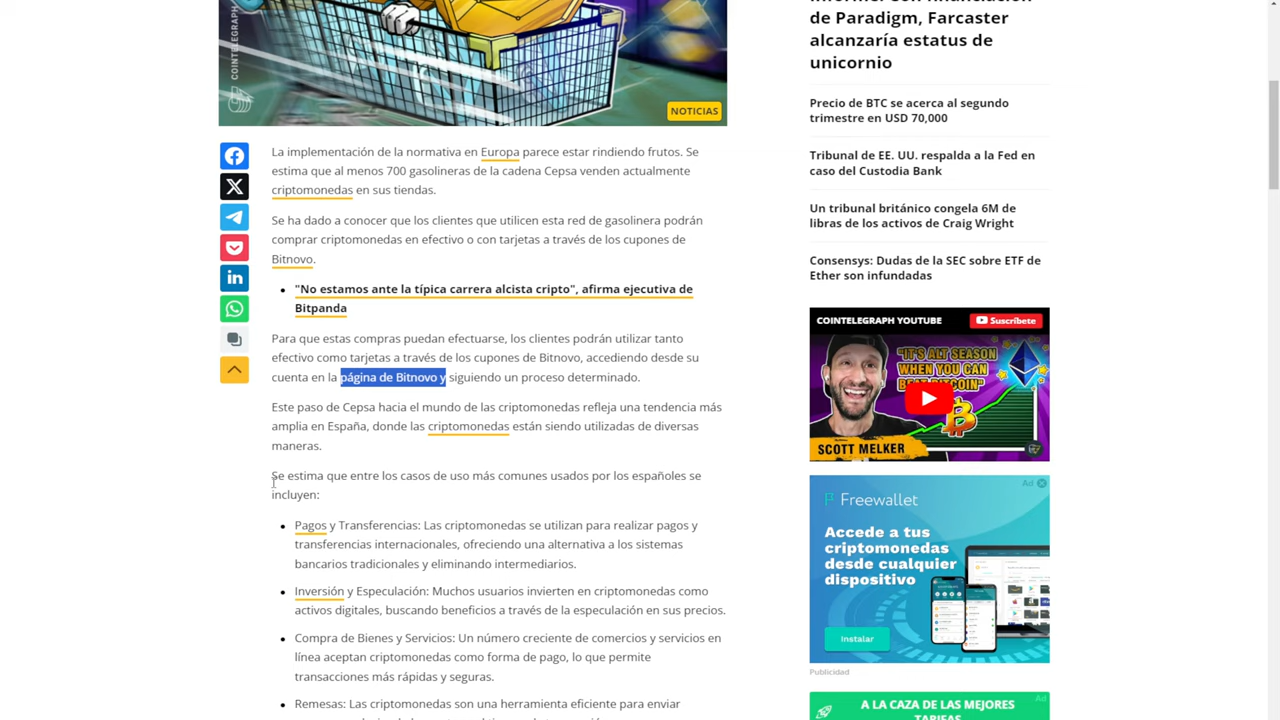 COINTELEGRAPH
NOTICIAS
La implementación de la normativa en Europa parece estar rindiendo frutos. Se
estima que al menos 700 gasolineras de la cadena Cepsa venden actualmente
criptomonedas en sus tiendas.
Se ha dado a conocer que los clientes que utilicen esta red de gasolinera podrán
comprar criptomonedas en efectivo o con tarjetas a través de los cupones de
Bitnovo.
"No estamos ante la típica carrera alcista cripto", afirma ejecutiva de
Bitpanda
Para que estas compras puedan efectuarse, los clientes podrán utilizar tanto
efectivo como tarjetas a través de los cupones de Bitnovo, accediendo desde su
cuenta en la página de Bitnovo y siguiendo un proceso determinado.
Este paso de Cepsa hacia el mundo de las criptomonedas refleja una tendencia más
amplia en España, donde las criptomonedas están siendo utilizadas de diversas
maneras.
Se estima que entre los casos de uso más comunes usados por los españoles se
incluyen:
Pagos y Transferencias: Las criptomonedas se utilizan para realizar pagos y
transferencias internacionales, ofreciendo una alternativa a los sistemas
bancarios tradicionales y eliminando intermediarios.
Inversión y Especulación: Muchos usuarios invierten en criptomonedas como
activos digitales, buscando beneficios a través de la especulación en sus precios.
Compra de Bienes y Servicios: Un número creciente de comercios y servicios en
línea aceptan criptomonedas como forma de pago, lo que permite
transacciones más rápidas y seguras.
Remesas: Las criptomonedas son una herramienta eficiente para enviar
de Paradigm, Farcaster
alcanzaría estatus de
unicornio
Precio de BTC se acerca al segundo
trimestre en USD 70,000
Tribunal de EE. UU. respalda a la Fed en
caso del Custodia Bank
Un tribunal británico congela 6M de
libras de los activos de Craig Wright
Consensys: Dudas de la SEC sobre ETF de
Ether son infundadas
COINTELEGRAPH YOUTUBE
Suscríbete
"IT'S ALT SEASON
WHEN YOU CAN
BEAT BITCOIN"
SCOTT MELKER
Ad
Freewallet
Accede a tus
criptomonedas
desde cualquier
dispositivo
Instalar
Publicidad
Ad
A LA CAZA DE LAS MEJORES
TARIFAS